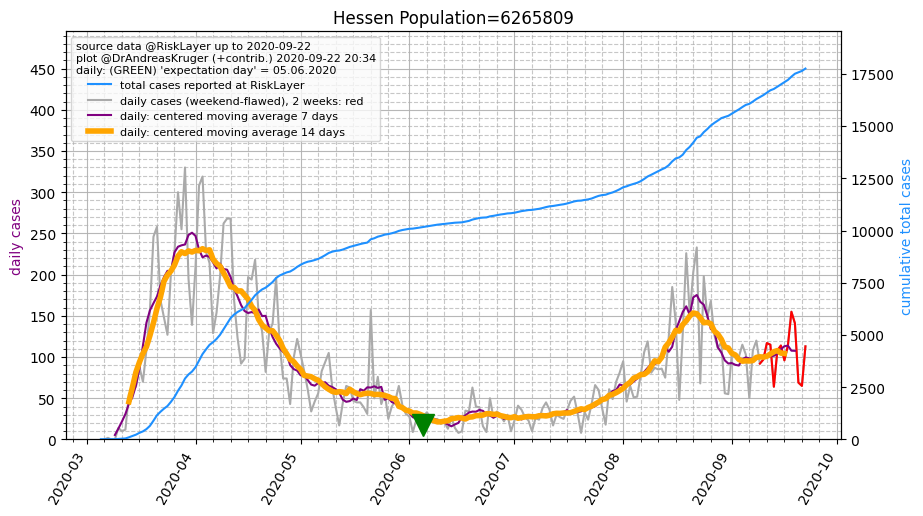 Hessen Population=6265809
source data @RiskLayer up to 2020-09-22
plot @DrAndreasKruger (+contrib.) 2020-09-22 20:34
daily: (GREEN) 'expectation day' = 05.06.2020
total cases reported at RiskLayer
daily cases (weekend-flawed), 2 weeks: red
daily: centered moving average 7 days
daily: centered moving average 14 days
daily cases
450
400
350
300
250
200
150
100
50
0
cumulative total cases
17500
15000
12500
10000
7500
5000
2500
0
2020-03
2020-04
2020-05
2020-06
2020-07
2020-08
2020-09
2020-10